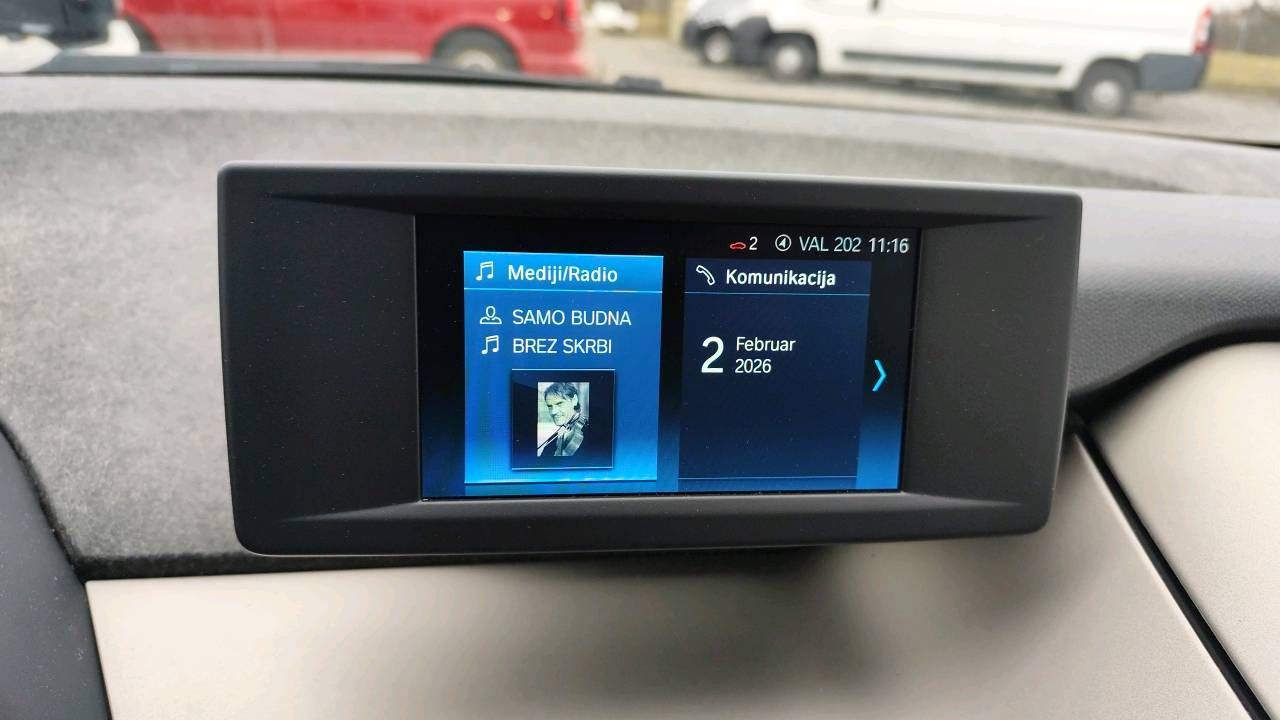 2 VAL 202 11:16
Mediji/Radio
SAMO BUDNA
BREZ SKRBI
Komunikacija
2 Februar
2026